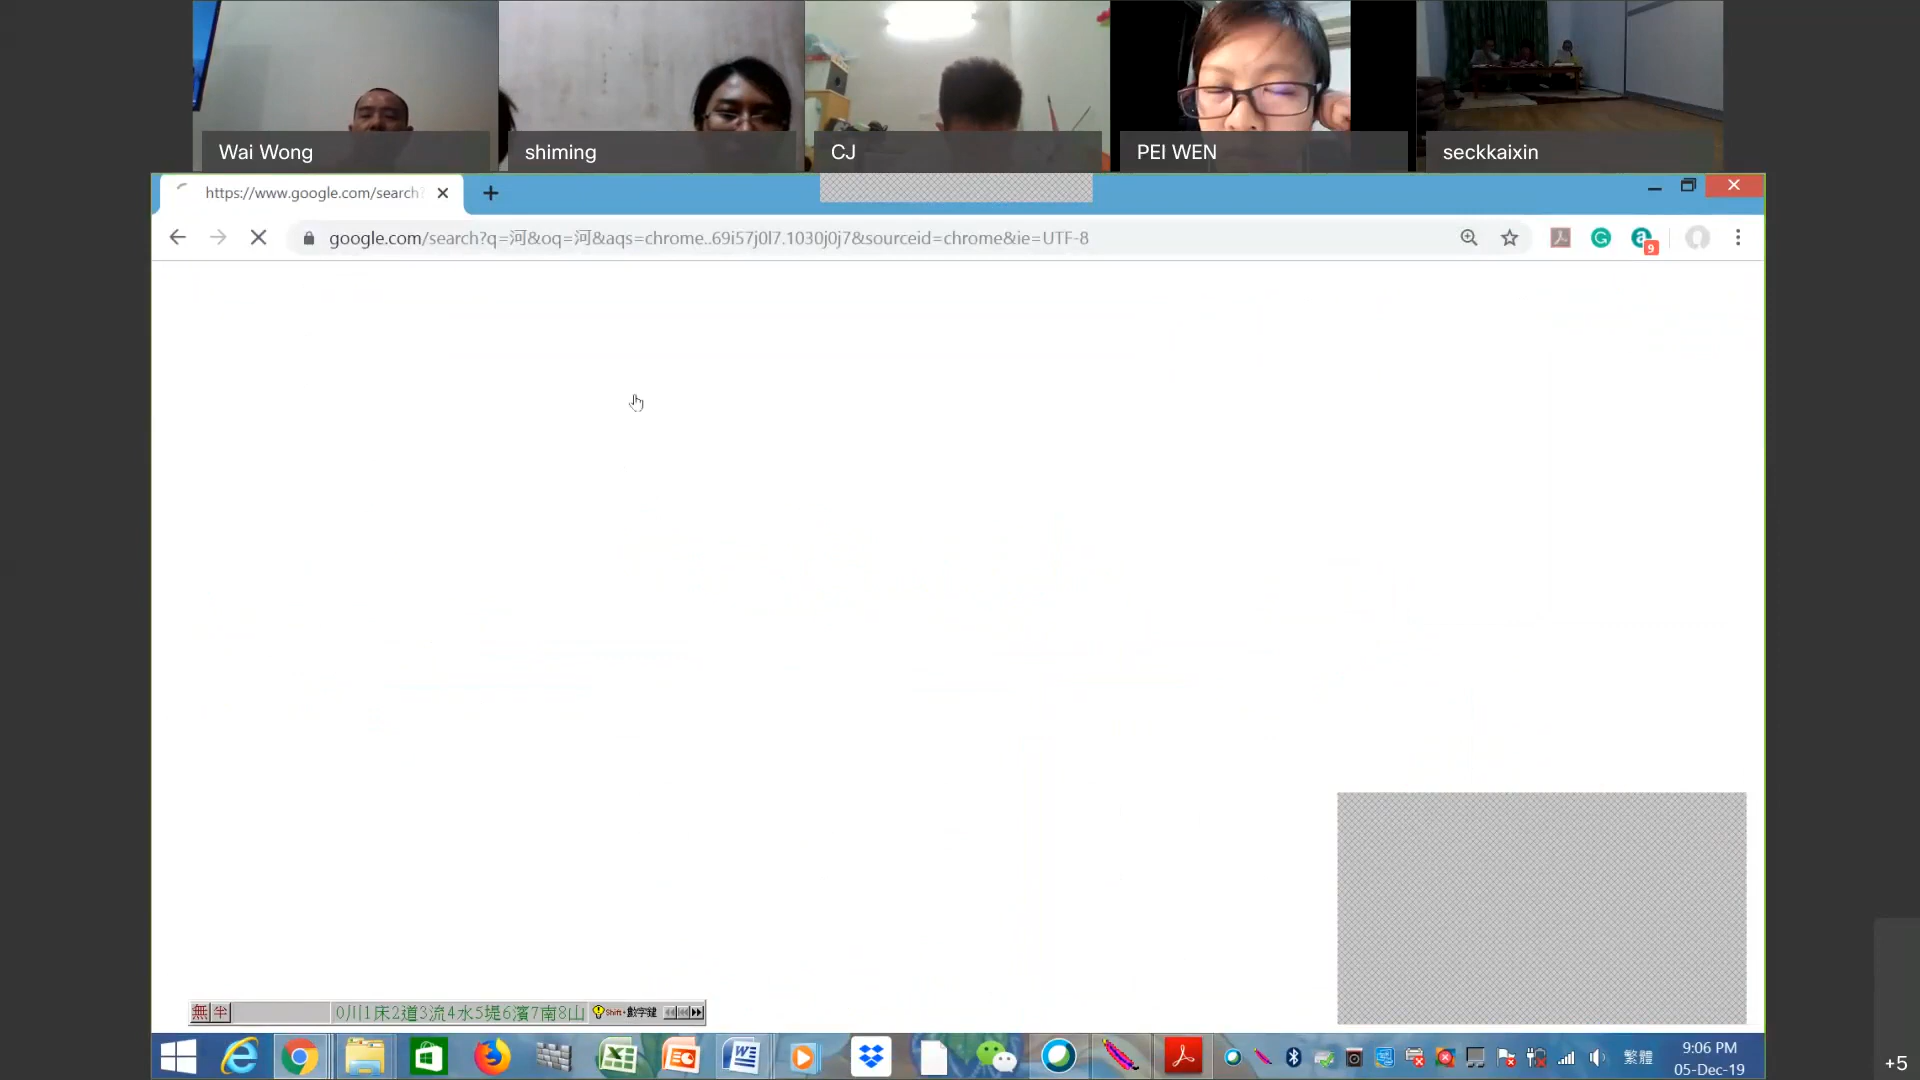 Wai Wong
shiming
CJ
PEI WEN
seckkaixin
https://www.google.com/search?
google.com/search?q=河&oq=河&aqs=chrome..69i57j0l7.1030j0j7&sourceid=chrome&ie=UTF-8
9
無半
0川1床2道3流4水5堤6濱7南8山
Shift+數字鍵
繁體
9:06 PM
05-Dec-19
+5